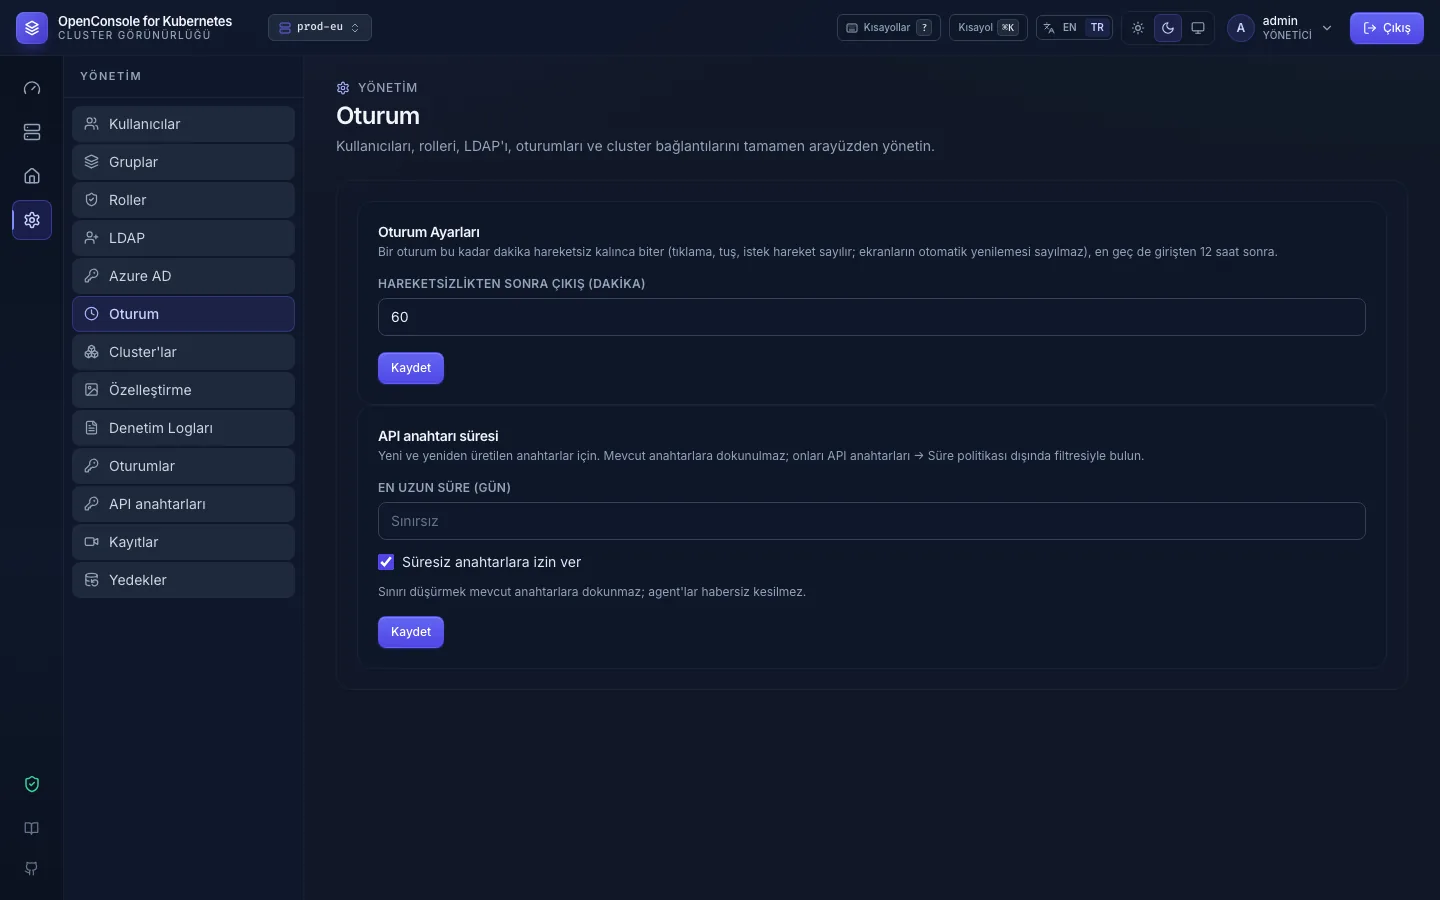 OpenConsole for Kubernetes
CLUSTER GÖRÜNÜRLÜĞÜ
prod-eu
Kısayollar ?
Kısayol ⌘K
EN TR
A
admin
YÖNETİCİ
Çıkış
YÖNETİM
Kullanıcılar
Gruplar
Roller
LDAP
Azure AD
Oturum
Cluster'lar
Özelleştirme
Denetim Logları
Oturumlar
API anahtarları
Kayıtlar
Yedekler
YÖNETİM
Oturum
Kullanıcıları, rolleri, LDAP'ı, oturumları ve cluster bağlantılarını tamamen arayüzden yönetin.
Oturum Ayarları
Bir oturum bu kadar dakika hareketsiz kalınca biter (tıklama, tuş, istek hareket sayılır; ekranların otomatik yenilemesi sayılmaz), en geç de girişten 12 saat sonra.
HAREKETSİZLİKTEN SONRA ÇIKIŞ (DAKİKA)
60
Kaydet
API anahtarı süresi
Yeni ve yeniden üretilen anahtarlar için. Mevcut anahtarlara dokunulmaz; onları API anahtarları → Süre politikası dışında filtresiyle bulun.
EN UZUN SÜRE (GÜN)
Sınırsız
Süresiz anahtarlara izin ver
Sınırı düşürmek mevcut anahtarlara dokunmaz; agent'lar habersiz kesilmez.
Kaydet